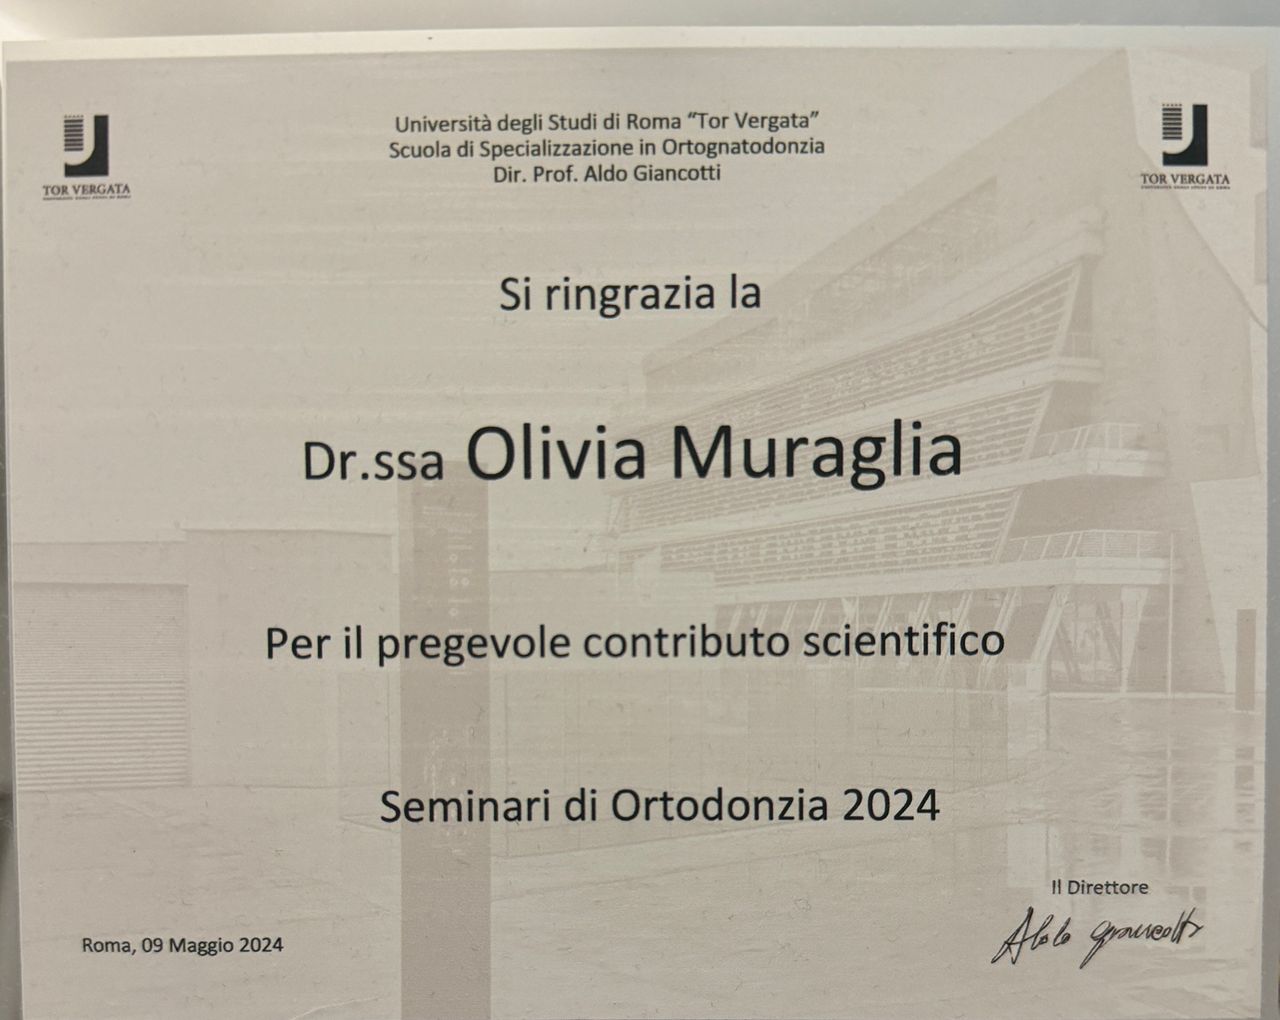 TOR VERGATA
Università degli Studi di Roma “Tor Vergata”
Scuola di Specializzazione in Ortognatodonzia
Dir. Prof. Aldo Giancotti
TOR VERGATA
Si ringrazia la
Dr.ssa Olivia Muraglia
Per il pregevole contributo scientifico
Seminari di Ortodonzia 2024
Il Direttore
Aldo Giancotti
Roma, 09 Maggio 2024